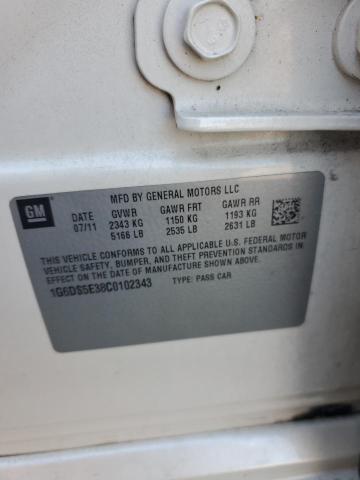 MFD BY GENERAL MOTORS LLC
GM
DATE GVWR GAWR FRT GAWR RR
07/11 2343 KG 1150 KG 1193 KG
5166 LB 2535 LB 2631 LB
THIS VEHICLE CONFORMS TO ALL APPLICABLE U.S. FEDERAL MOTOR
VEHICLE SAFETY, BUMPER, AND THEFT PREVENTION STANDARDS IN
EFFECT ON THE DATE OF MANUFACTURE SHOWN ABOVE.
1G6DS5E38C0102343 TYPE: PASS CAR